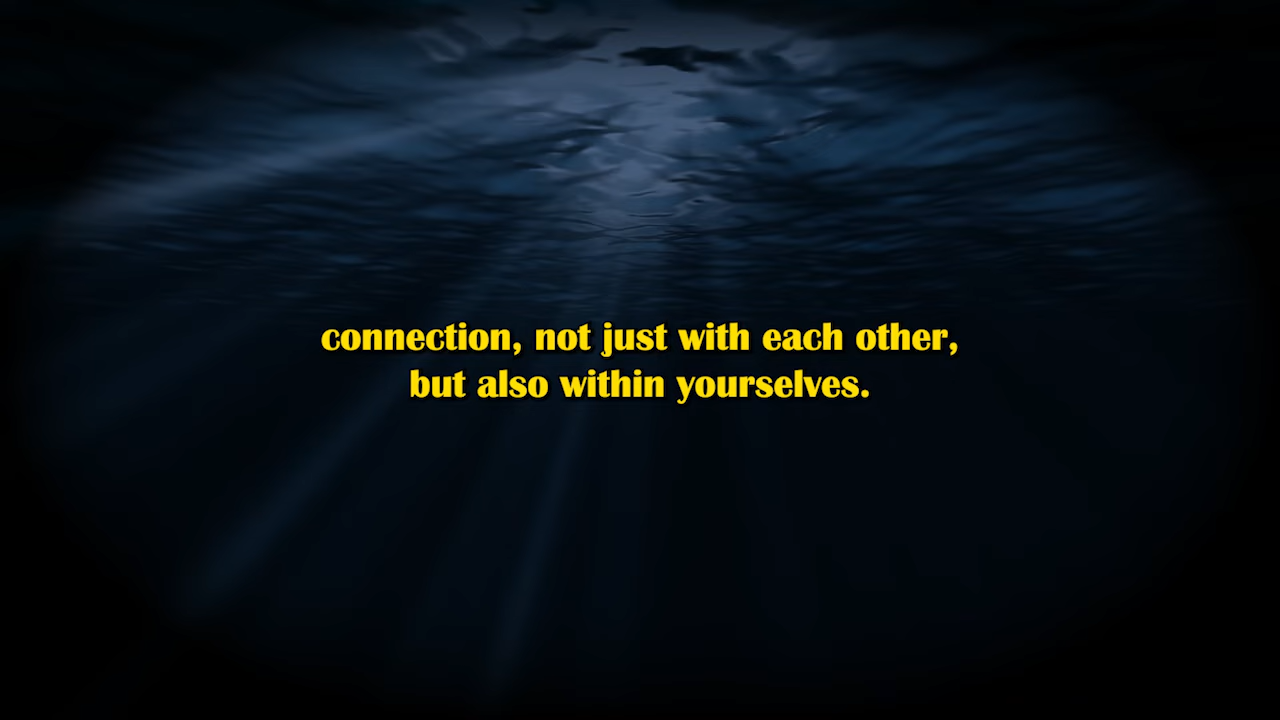 connection, not just with each other,
but also within yourselves.